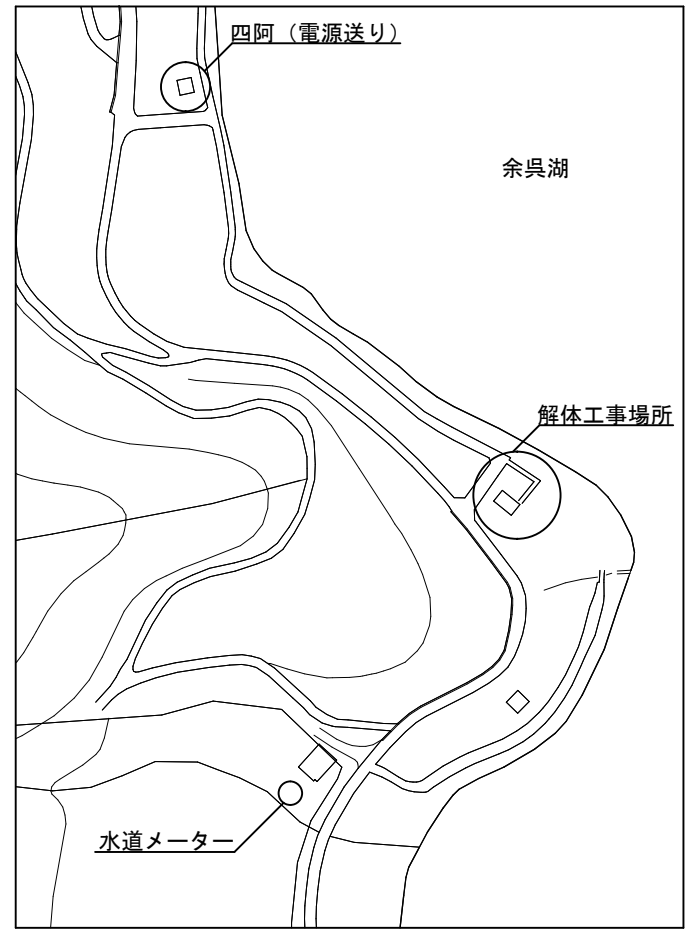 四阿（電源送り）
余呉湖
解体工事場所
水道メーター